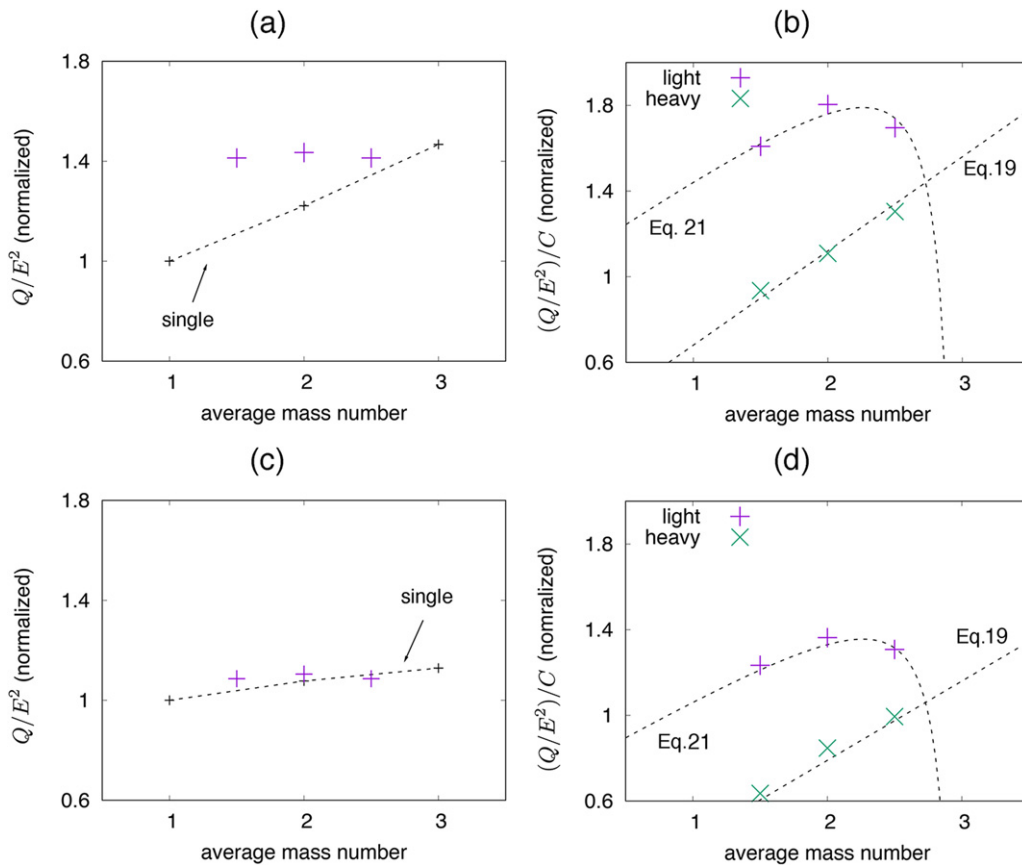 (a)
1.8
1.4
1
0.6
Q/E² (normalized)
single
1 2 3
average mass number
(b)
light
heavy
1.8
1.4
1
0.6
(Q/E²)/C (nomralized)
Eq. 21
Eq.19
1 2 3
average mass number
(c)
1.8
1.4
1
0.6
Q/E² (normalized)
single
1 2 3
average mass number
(d)
light
heavy
1.8
1.4
1
0.6
(Q/E²)/C (nomralized)
Eq.19
Eq.21
1 2 3
average mass number